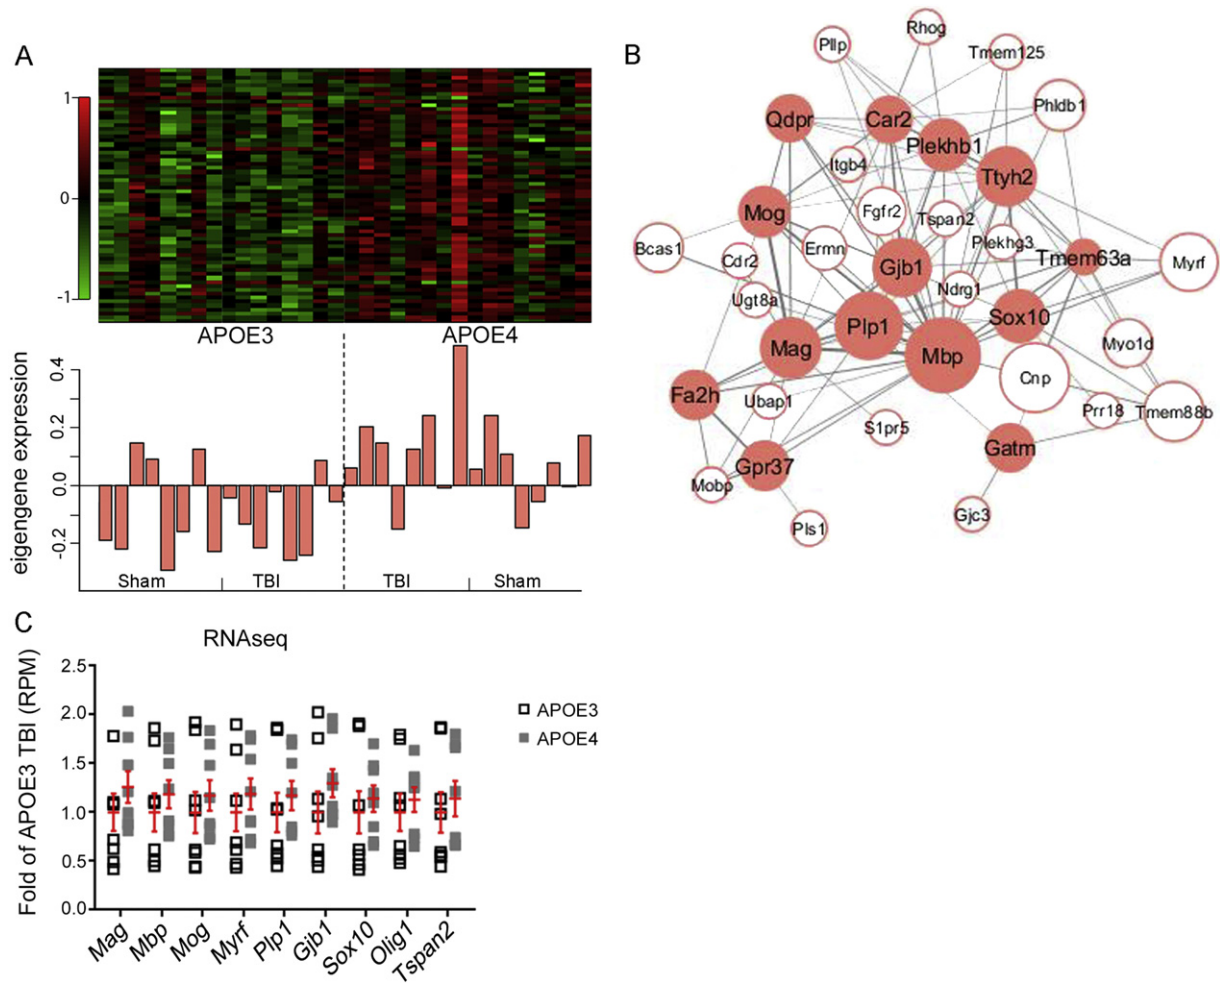 A
1
0
-1
APOE3 APOE4
eigengene expression
0.4
0.2
0.0
-0.2
Sham TBI TBI Sham
B
Pllp
Rhog
Tmem125
Phldb1
Qdpr
Car2
Plekhb1
Itgb4
Ttyh2
Mog
Fgfr2
Tspan2
Plekhg3
Bcas1
Cdr2
Ermn
Gjb1
Tmem63a
Myrf
Ugt8a
Ndrg1
Plp1
Sox10
Mag
Mbp
Myo1d
Cnp
Fa2h
Ubap1
Prr18
Tmem88b
S1pr5
Gatm
Gpr37
Mobp
Pls1
Gjc3
C
RNAseq
Fold of APOE3 TBI (RPM)
2.5
2.0
1.5
1.0
0.5
0.0
APOE3
APOE4
Mag Mbp Mog Myrf Plp1 Gjb1 Sox10 Olig1 Tspan2